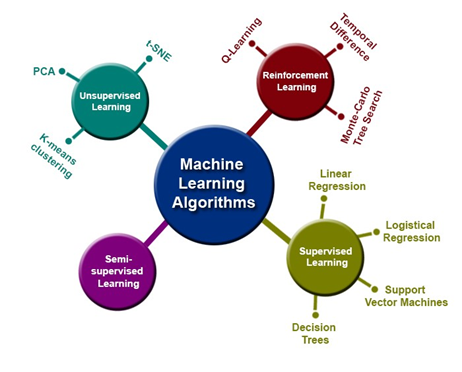 Machine
Learning
Algorithms
Unsupervised
Learning
PCA
t-SNE
K-means
clustering
Reinforcement
Learning
Q-Learning
Temporal
Difference
Monte-Carlo
Tree Search
Supervised
Learning
Linear
Regression
Logistical
Regression
Support
Vector Machines
Decision
Trees
Semi-
supervised
Learning